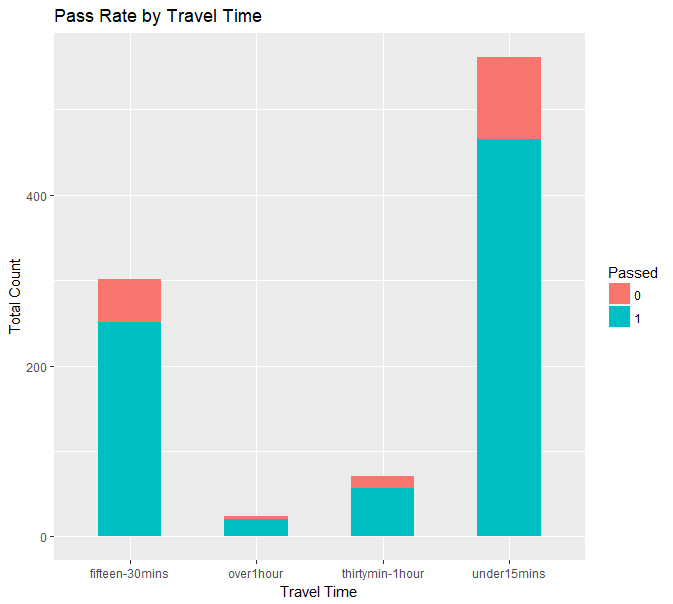 Pass Rate by Travel Time
Total Count
400
200
0
fifteen-30mins
over1hour
thirtymin-1hour
under15mins
Travel Time
Passed
0
1